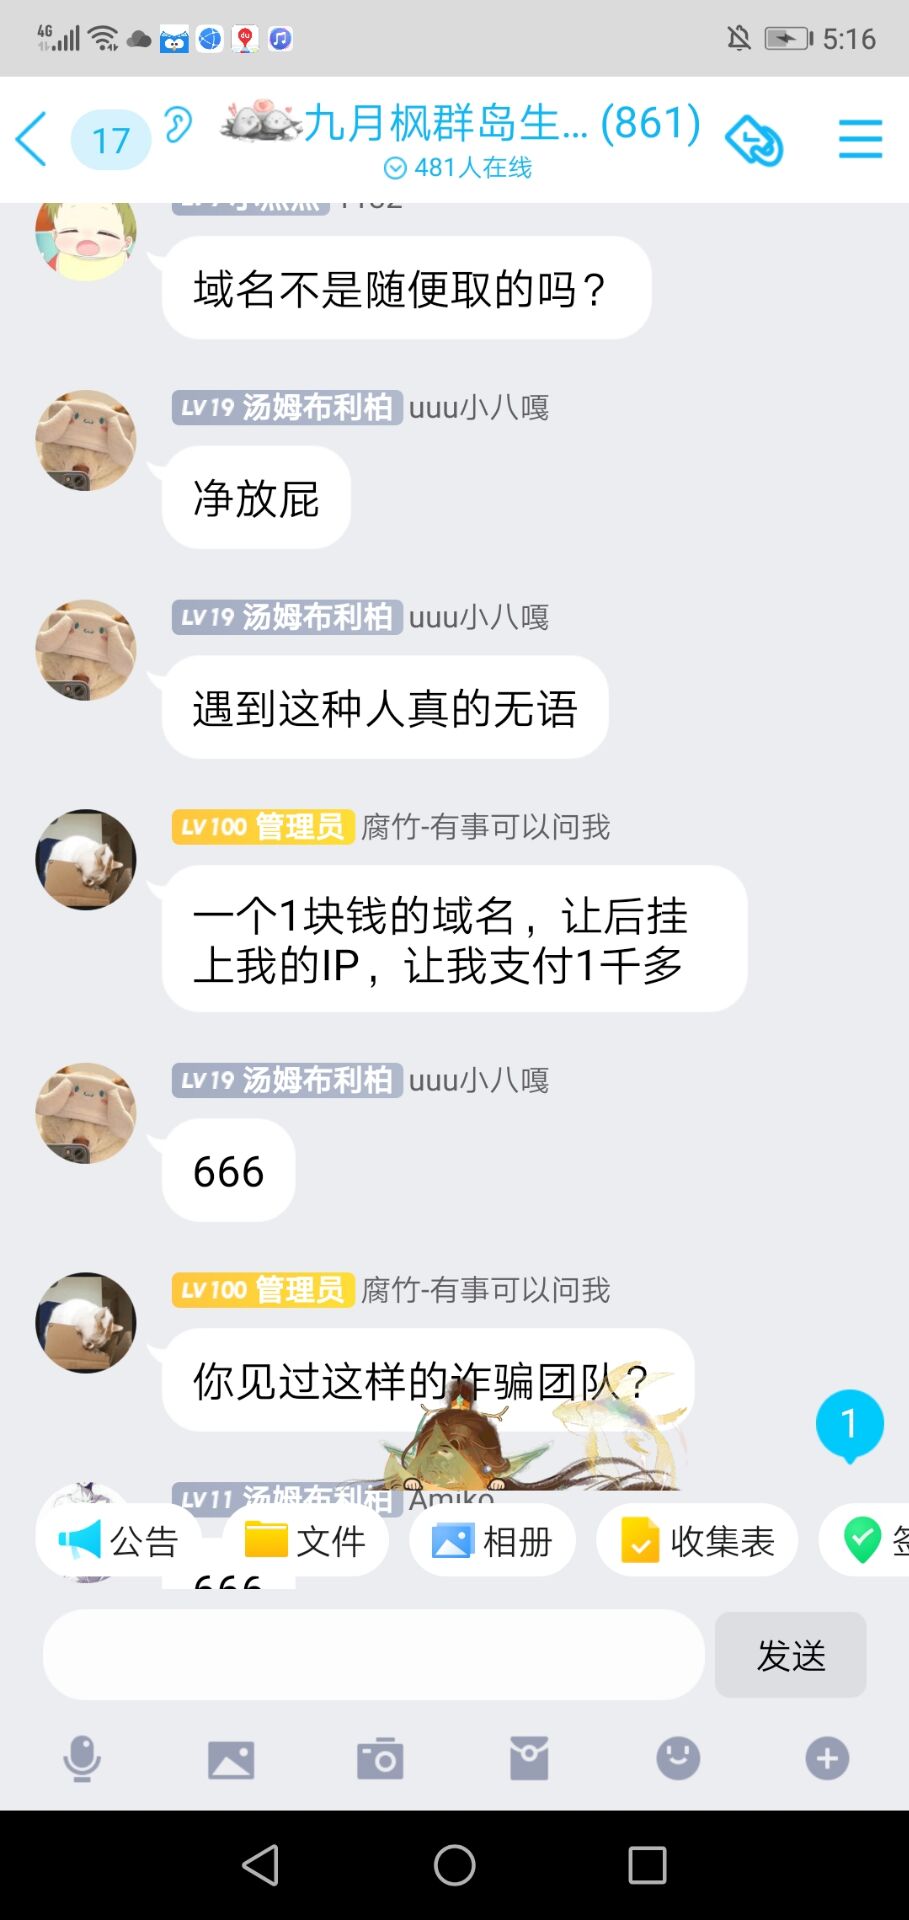 4G
5:16
17
九月枫群岛生... (861)
481人在线
域名不是随便取的吗？
LV19 汤姆布利柏 uuu小八嘎
净放屁
LV19 汤姆布利柏 uuu小八嘎
遇到这种人真的无语
LV100 管理员 腐竹-有事可以问我
一个1块钱的域名，让后挂
上我的IP，让我支付1千多
LV19 汤姆布利柏 uuu小八嘎
666
LV100 管理员 腐竹-有事可以问我
你见过这样的诈骗团队？
1
LV11 汤姆布利柏 Amiko
公告
文件
相册
收集表
签
666
发送